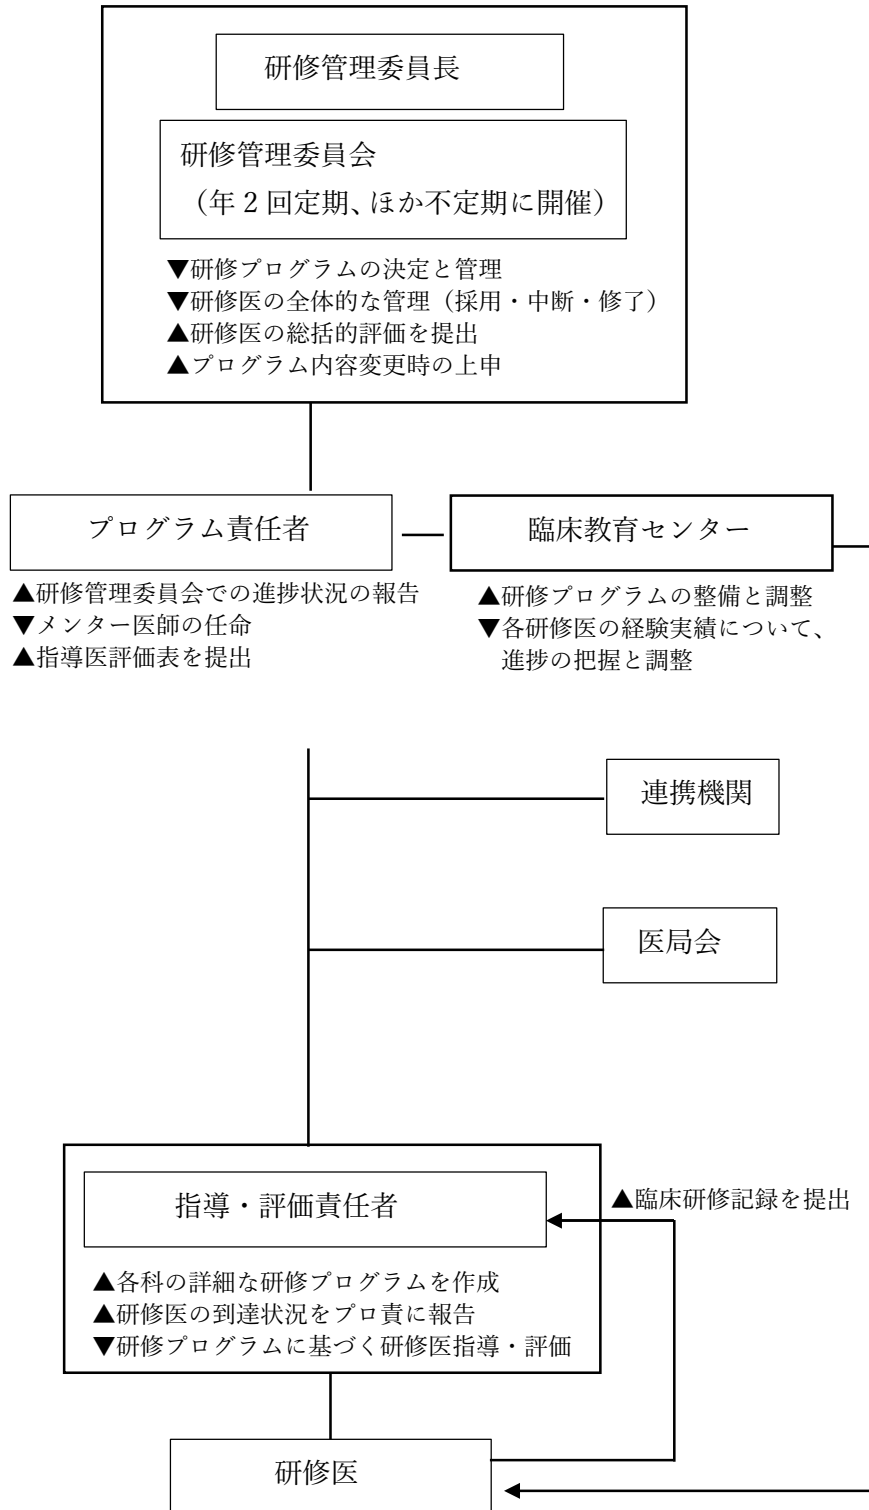 研修管理委員長
研修管理委員会
（年 2 回定期、ほか不定期に開催）
▼研修プログラムの決定と管理
▼研修医の全体的な管理（採用・中断・修了）
▲研修医の総括的評価を提出
▲プログラム内容変更時の上申
プログラム責任者
▲研修管理委員会での進捗状況の報告
▼メンター医師の任命
▲指導医評価表を提出
臨床教育センター
▲研修プログラムの整備と調整
▼各研修医の経験実績について、
進捗の把握と調整
連携機関
医局会
指導・評価責任者
▲各科の詳細な研修プログラムを作成
▲研修医の到達状況をプロ責に報告
▼研修プログラムに基づく研修医指導・評価
▲臨床研修記録を提出
研修医